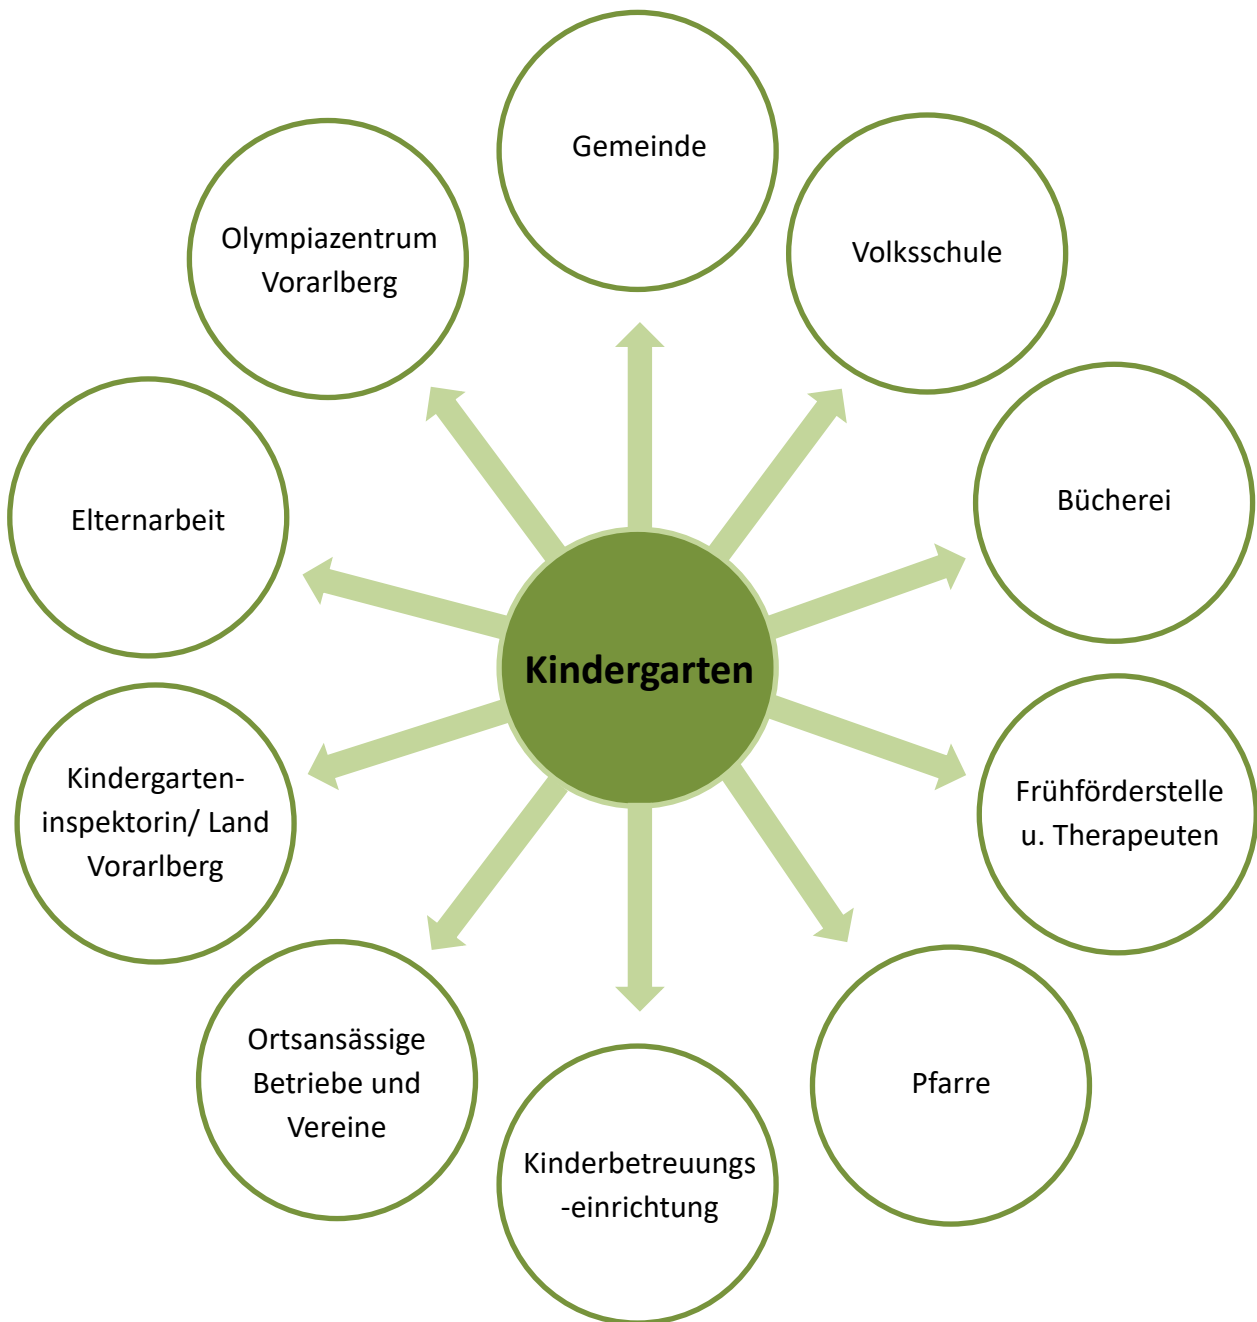 Gemeinde
Volksschule
Bücherei
Frühförderstelle
u. Therapeuten
Pfarre
Kinderbetreuungs
-einrichtung
Ortsansässige
Betriebe und
Vereine
Kindergarten-
inspektorin/ Land
Vorarlberg
Elternarbeit
Olympiazentrum
Vorarlberg
Kindergarten